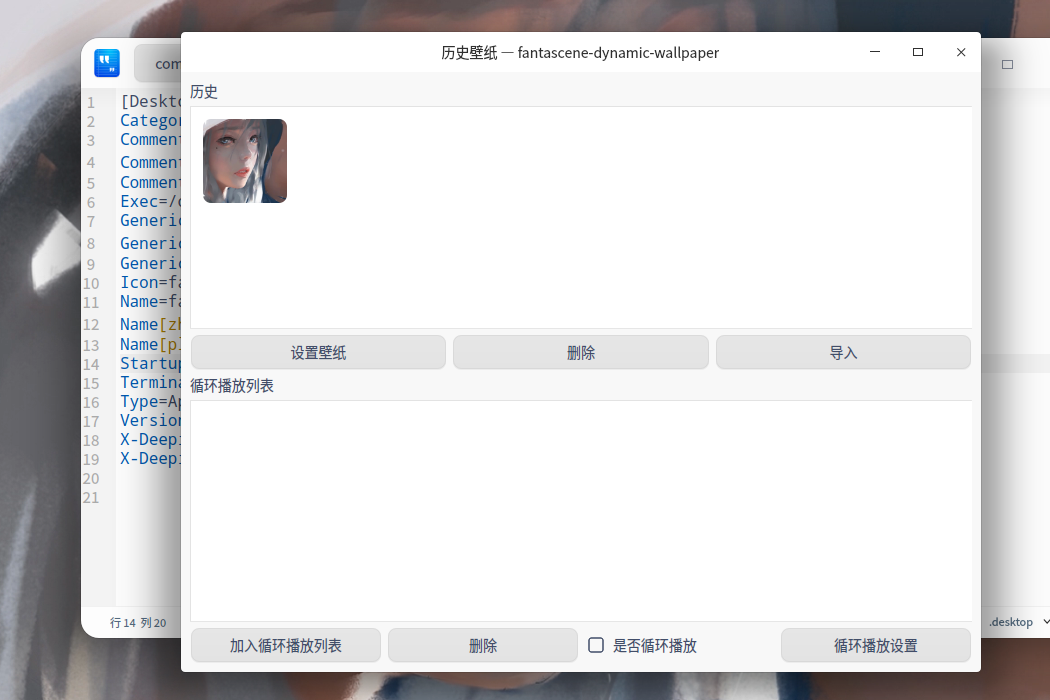 历史壁纸 — fantascene-dynamic-wallpaper
com
历史
设置壁纸
删除
导入
循环播放列表
加入循环播放列表
删除
是否循环播放
循环播放设置
1 [Deskt
2 Categor
3 Comment
4 Comment
5 Comment
6 Exec=/
7 Generic
8 Generic
9 Generic
10 Icon=fa
11 Name=fa
12 Name[z
13 Name[p
14 Startup
15 Termina
16 Type=Ap
17 Version
18 X-Deepi
19 X-Deepi
20
21
行 14 列 20
.desktop